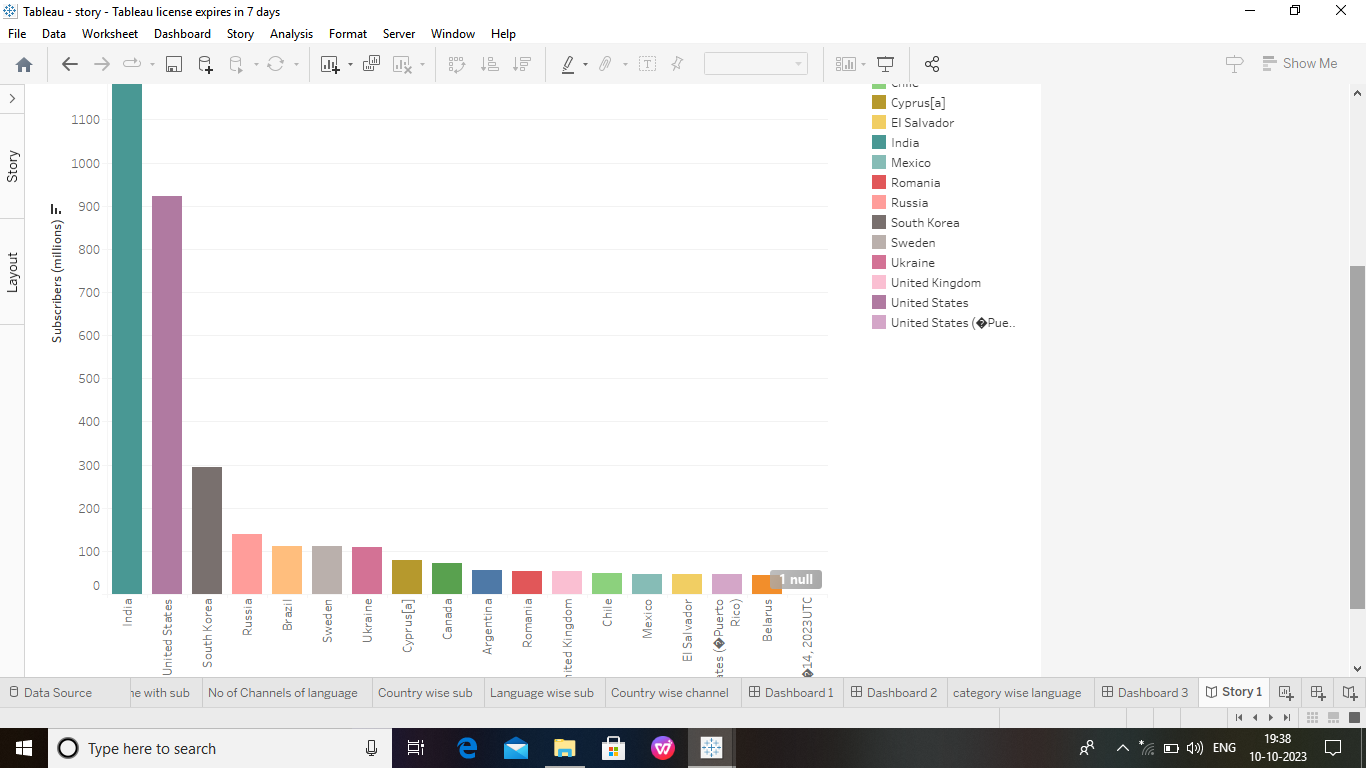 Tableau - story - Tableau license expires in 7 days
File Data Worksheet Dashboard Story Analysis Format Server Window Help
Show Me
Story
Layout
Subscribers (millions)
1100
1000
900
800
700
600
500
400
300
200
100
0
1 null
India
United States
South Korea
Russia
Brazil
Sweden
Ukraine
Cyprus[a]
Canada
Argentina
Romania
nited Kingdom
Chile
Mexico
El Salvador
ates (�Puerto
Rico)
Belarus
�14, 2023UTC
Chile
Cyprus[a]
El Salvador
India
Mexico
Romania
Russia
South Korea
Sweden
Ukraine
United Kingdom
United States
United States (�Pue..
Data Source ne with sub No of Channels of language Country wise sub Language wise sub Country wise channel Dashboard 1 Dashboard 2 category wise language Dashboard 3 Story 1
Type here to search
ENG
19:38
10-10-2023